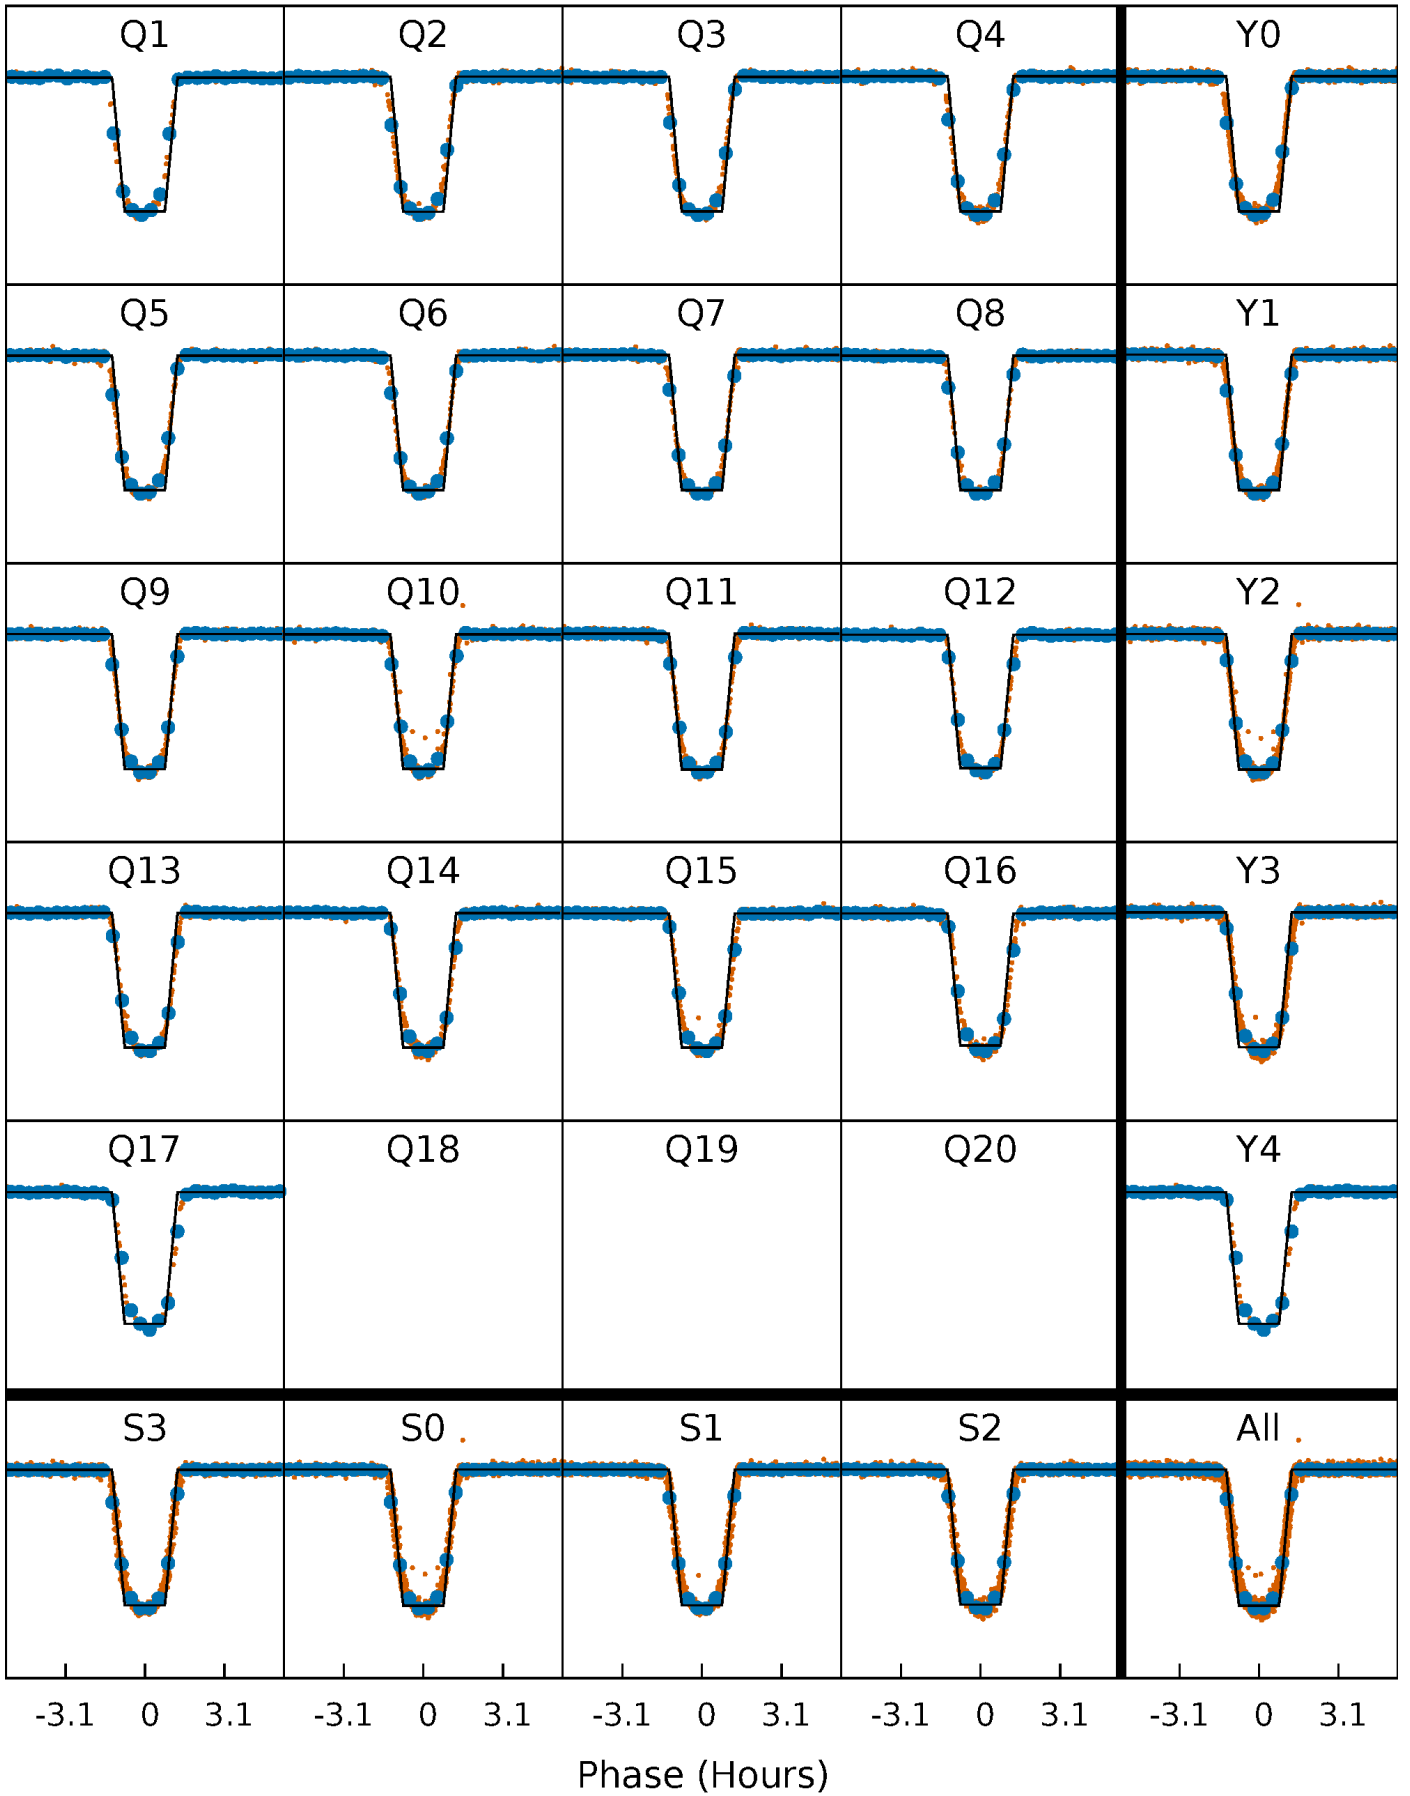 Q1 Q2 Q3 Q4 Y0
Q5 Q6 Q7 Q8 Y1
Q9 Q10 Q11 Q12 Y2
Q13 Q14 Q15 Q16 Y3
Q17 Q18 Q19 Q20 Y4
S3 S0 S1 S2 All
-3.1 0 3.1 -3.1 0 3.1 -3.1 0 3.1 -3.1 0 3.1 -3.1 0 3.1
Phase (Hours)